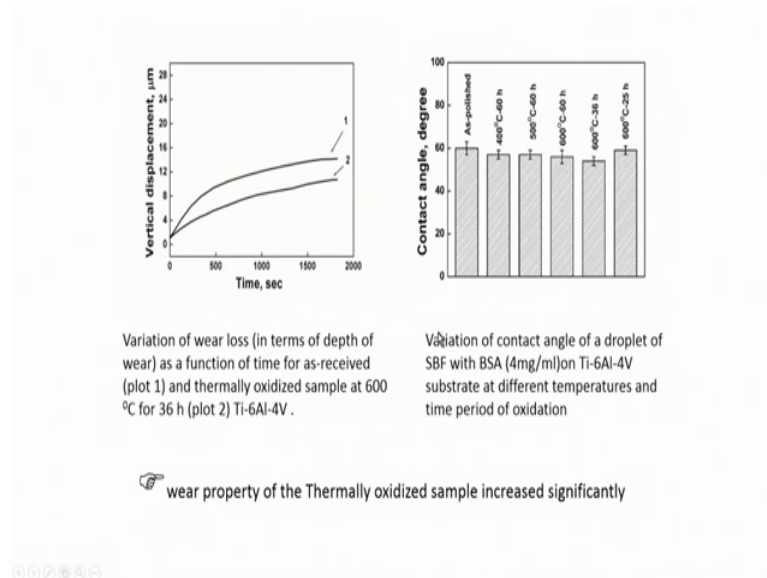 28
24
20
16
12
8
4
0
Vertical displacement, µm
1
2
0 500 1000 1500 2000
Time, sec
100
80
60
40
20
0
Contact angle, degree
As-polished
400°C-60 h
500°C-60 h
600°C-60 h
600°C-36 h
600°C-25 h
Variation of wear loss (in terms of depth of
wear) as a function of time for as-received
(plot 1) and thermally oxidized sample at 600
⁰C for 36 h (plot 2) Ti-6Al-4V .
Variation of contact angle of a droplet of
SBF with BSA (4mg/ml)on Ti-6Al-4V
substrate at different temperatures and
time period of oxidation
wear property of the Thermally oxidized sample increased significantly